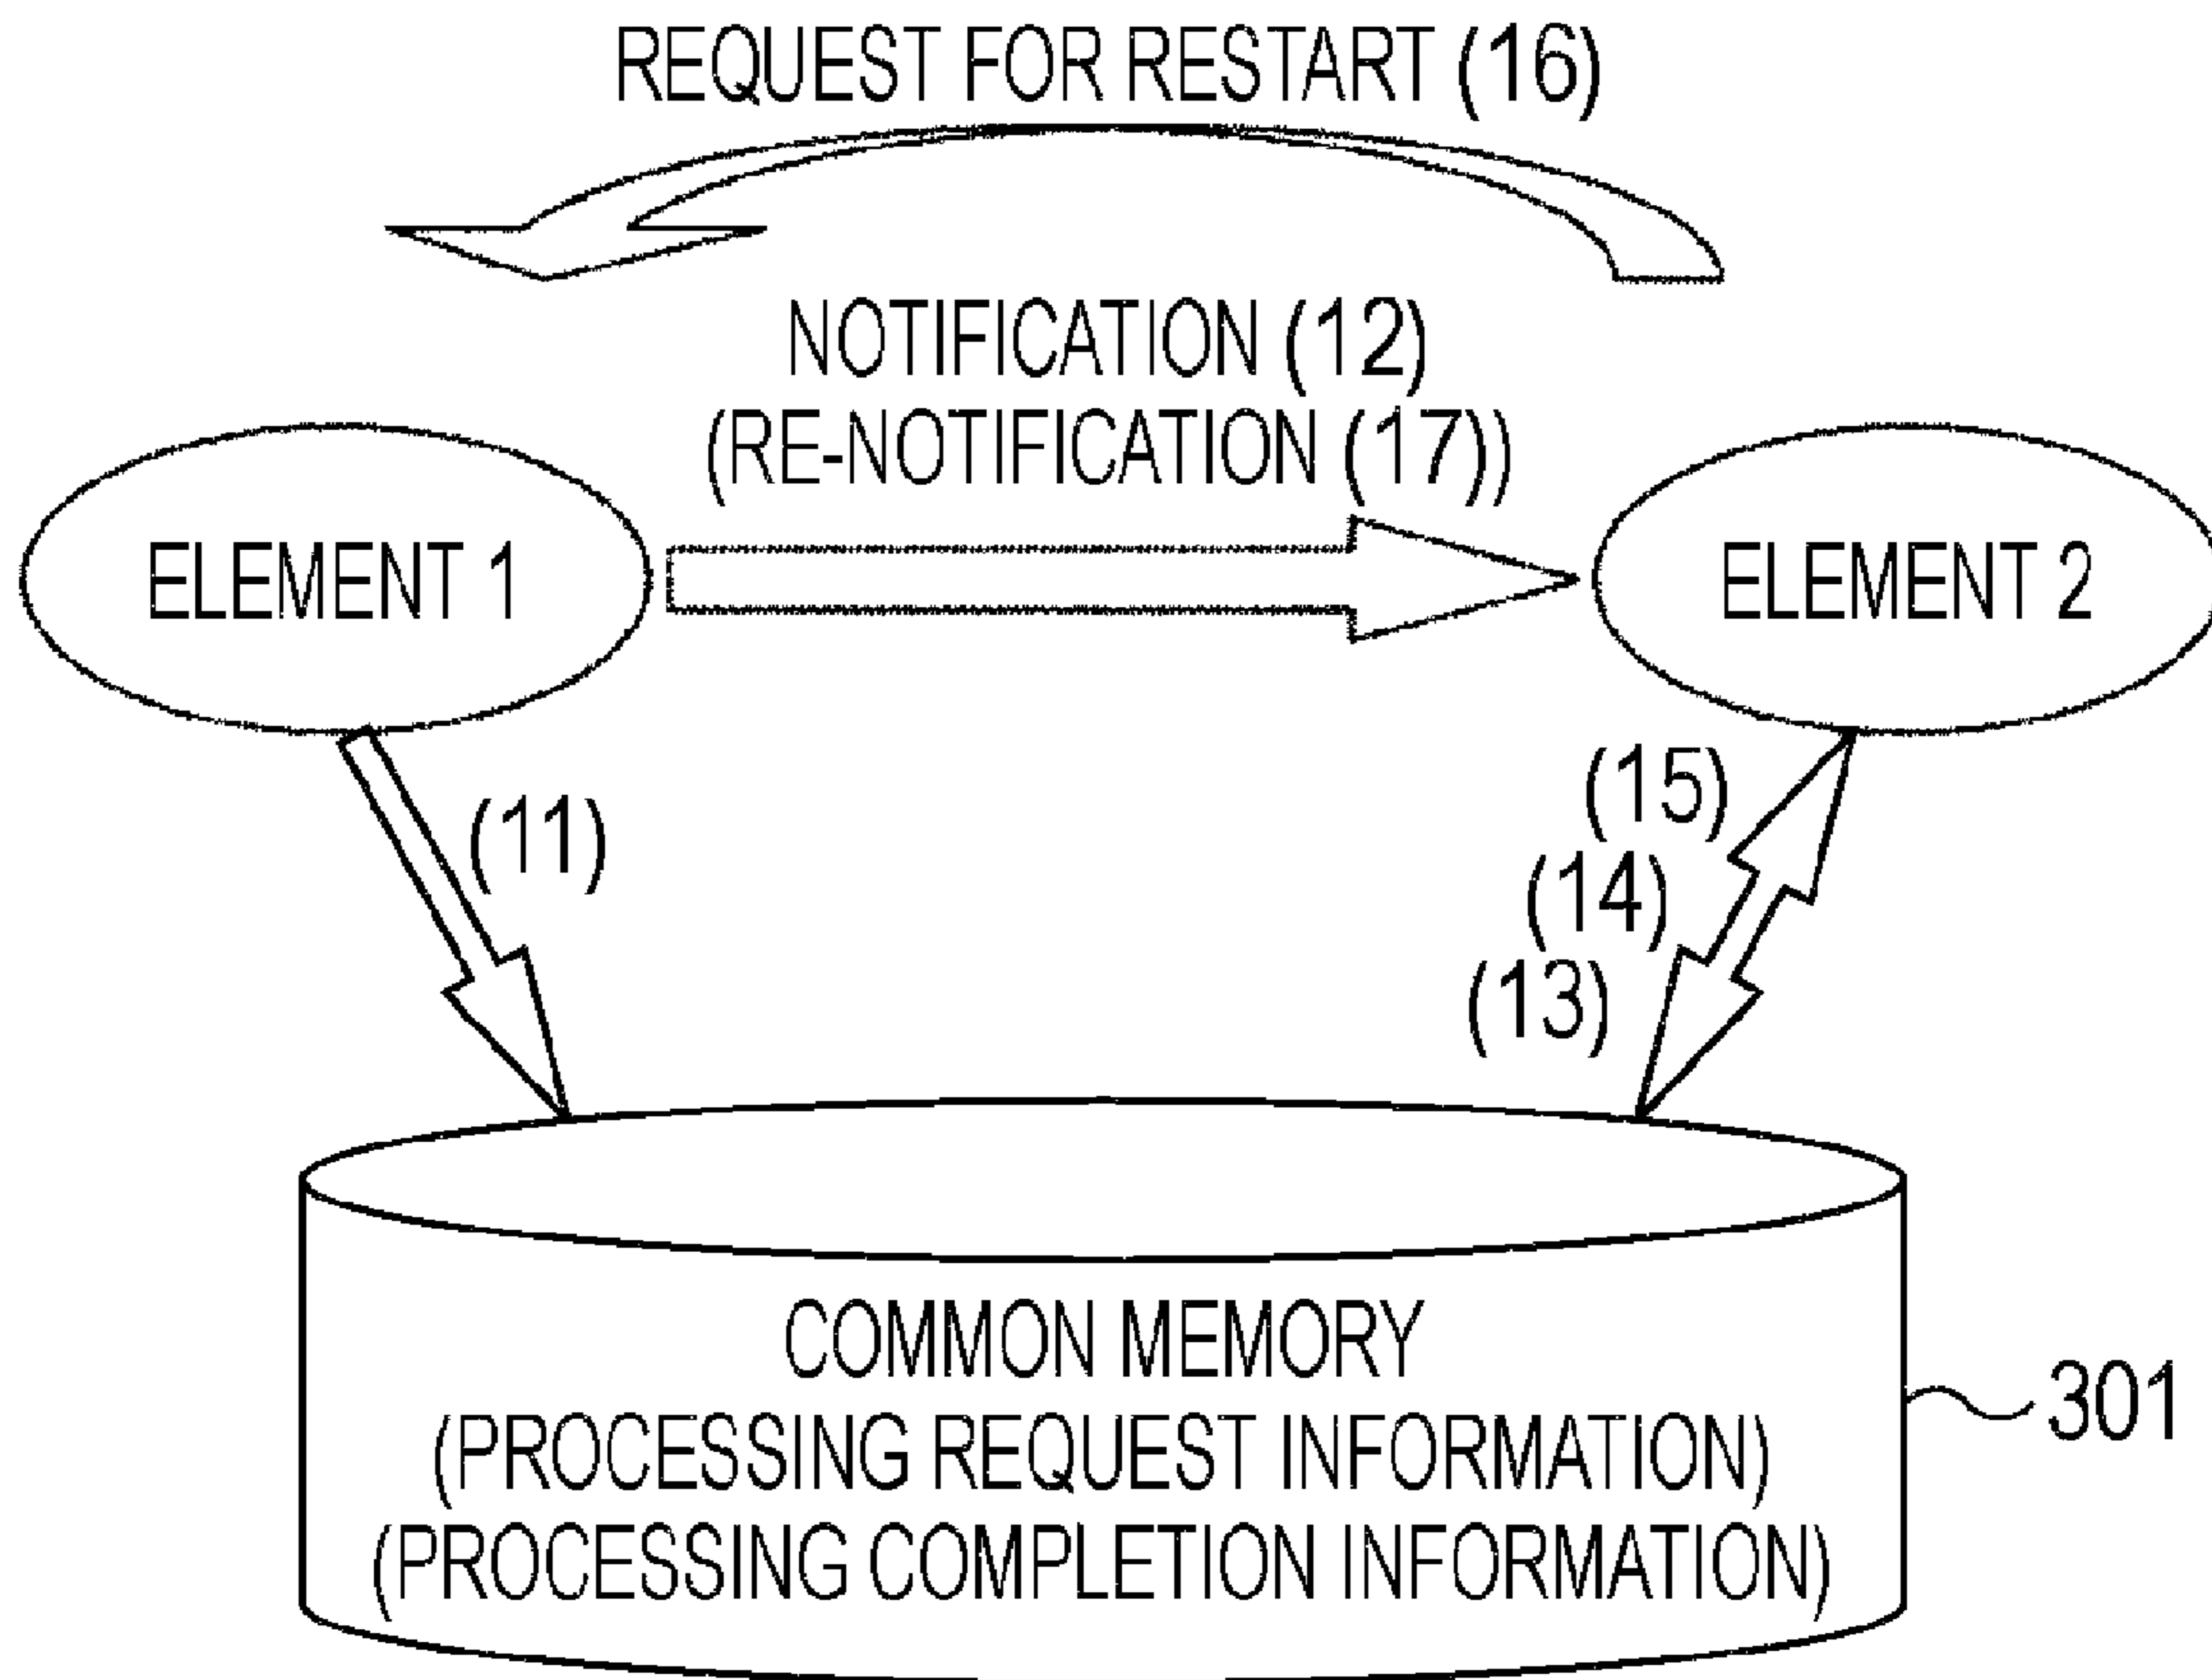 REQUEST FOR RESTART (16)
NOTIFICATION (12)
(RE-NOTIFICATION (17))
ELEMENT 1
ELEMENT 2
(11)
(15)
(14)
(13)
COMMON MEMORY
(PROCESSING REQUEST INFORMATION)
(PROCESSING COMPLETION INFORMATION)
301